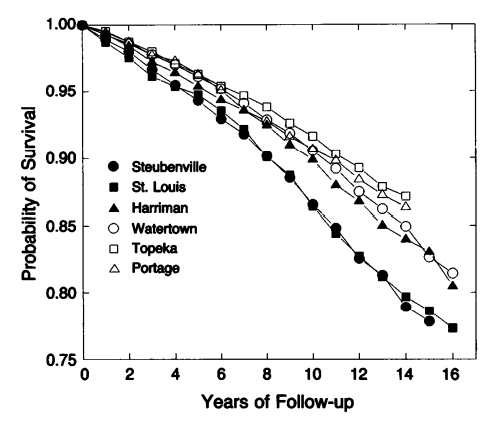 1.00
0.95
0.90
0.85
0.80
0.75
Probability of Survival
Steubenville
St. Louis
Harriman
Watertown
Topeka
Portage
0 2 4 6 8 10 12 14 16
Years of Follow-up